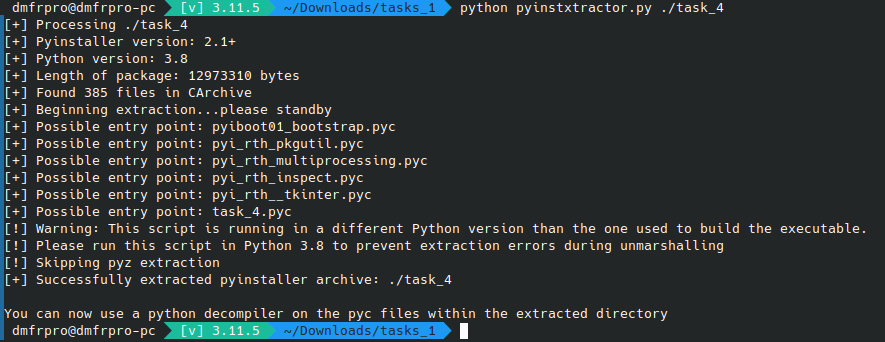 dmfrpro@dmfrpro-pc [v] 3.11.5 ~/Downloads/tasks_1 python pyinstxtractor.py ./task_4
[+] Processing ./task_4
[+] Pyinstaller version: 2.1+
[+] Python version: 3.8
[+] Length of package: 12973310 bytes
[+] Found 385 files in CArchive
[+] Beginning extraction...please standby
[+] Possible entry point: pyiboot01_bootstrap.pyc
[+] Possible entry point: pyi_rth_pkgutil.pyc
[+] Possible entry point: pyi_rth_multiprocessing.pyc
[+] Possible entry point: pyi_rth_inspect.pyc
[+] Possible entry point: pyi_rth__tkinter.pyc
[+] Possible entry point: task_4.pyc
[!] Warning: This script is running in a different Python version than the one used to build the executable.
[!] Please run this script in Python 3.8 to prevent extraction errors during unmarshalling
[!] Skipping pyz extraction
[+] Successfully extracted pyinstaller archive: ./task_4
You can now use a python decompiler on the pyc files within the extracted directory
dmfrpro@dmfrpro-pc [v] 3.11.5 ~/Downloads/tasks_1